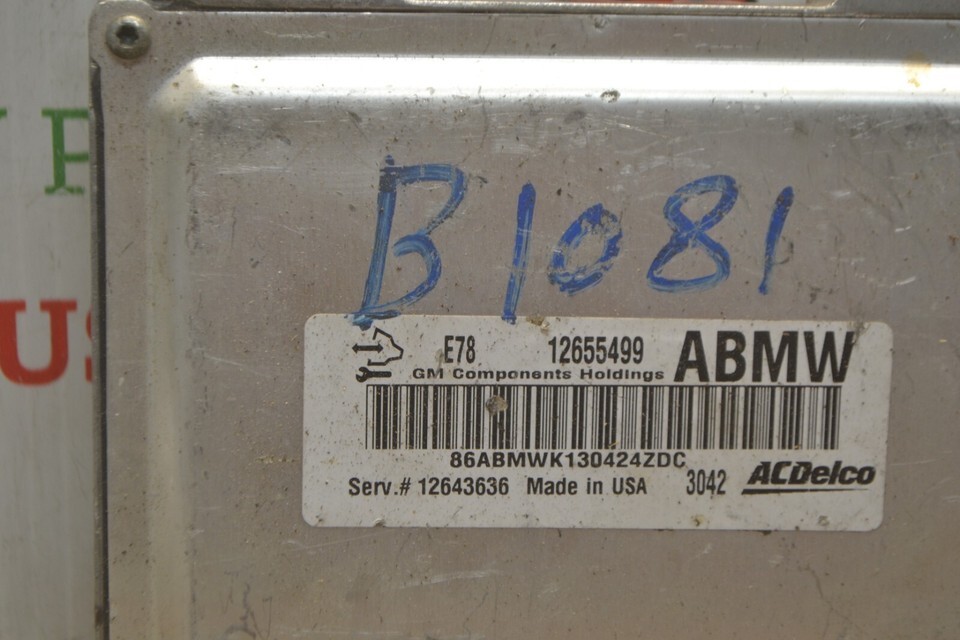 B1081
E78 12655499 ABMW
GM Components Holdings
86ABMWK130424ZDC
Serv.# 12643636 Made in USA 3042 ACDelco